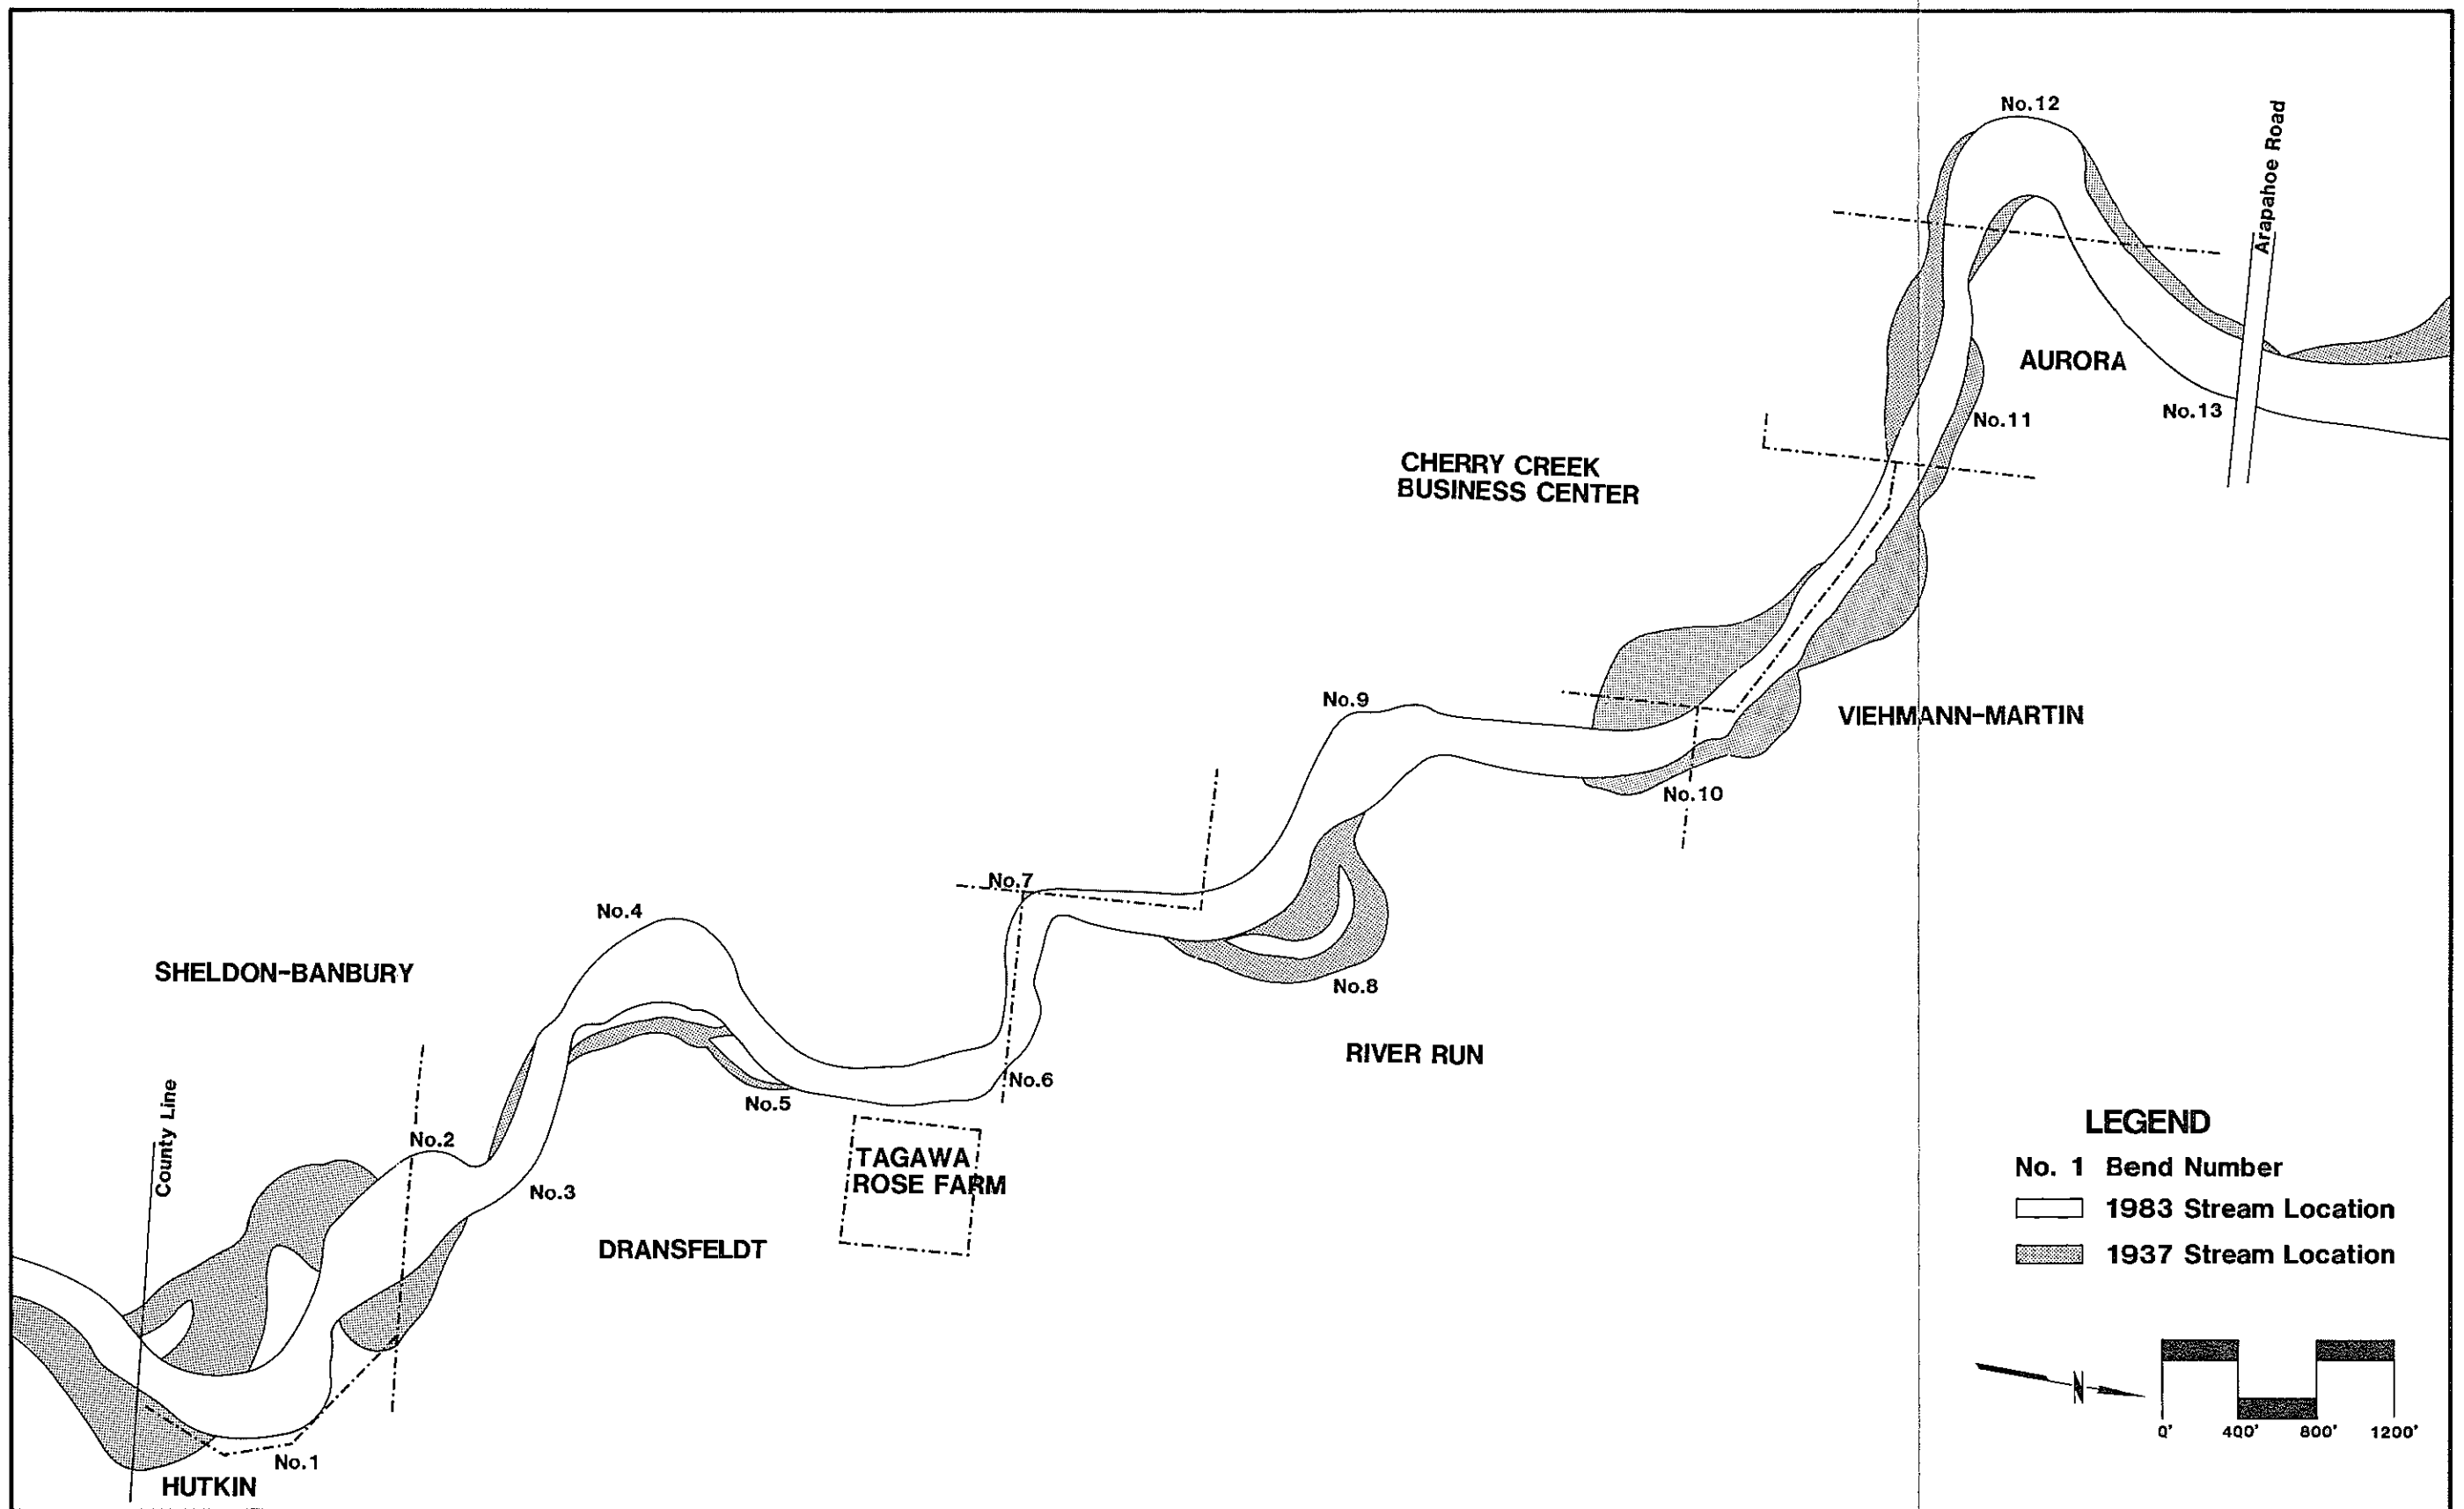 No.12
Arapahoe Road
AURORA
No.11
No.13
CHERRY CREEK
BUSINESS CENTER
No.9
VIEHMANN-MARTIN
No.10
No.7
No.4
SHELDON-BANBURY
No.8
RIVER RUN
No.6
No.5
County Line
No.2
TAGAWA
ROSE FARM
No.3
DRANSFELDT
No.1
HUTKIN
LEGEND
No. 1 Bend Number
1983 Stream Location
1937 Stream Location
N
0' 400' 800' 1200'